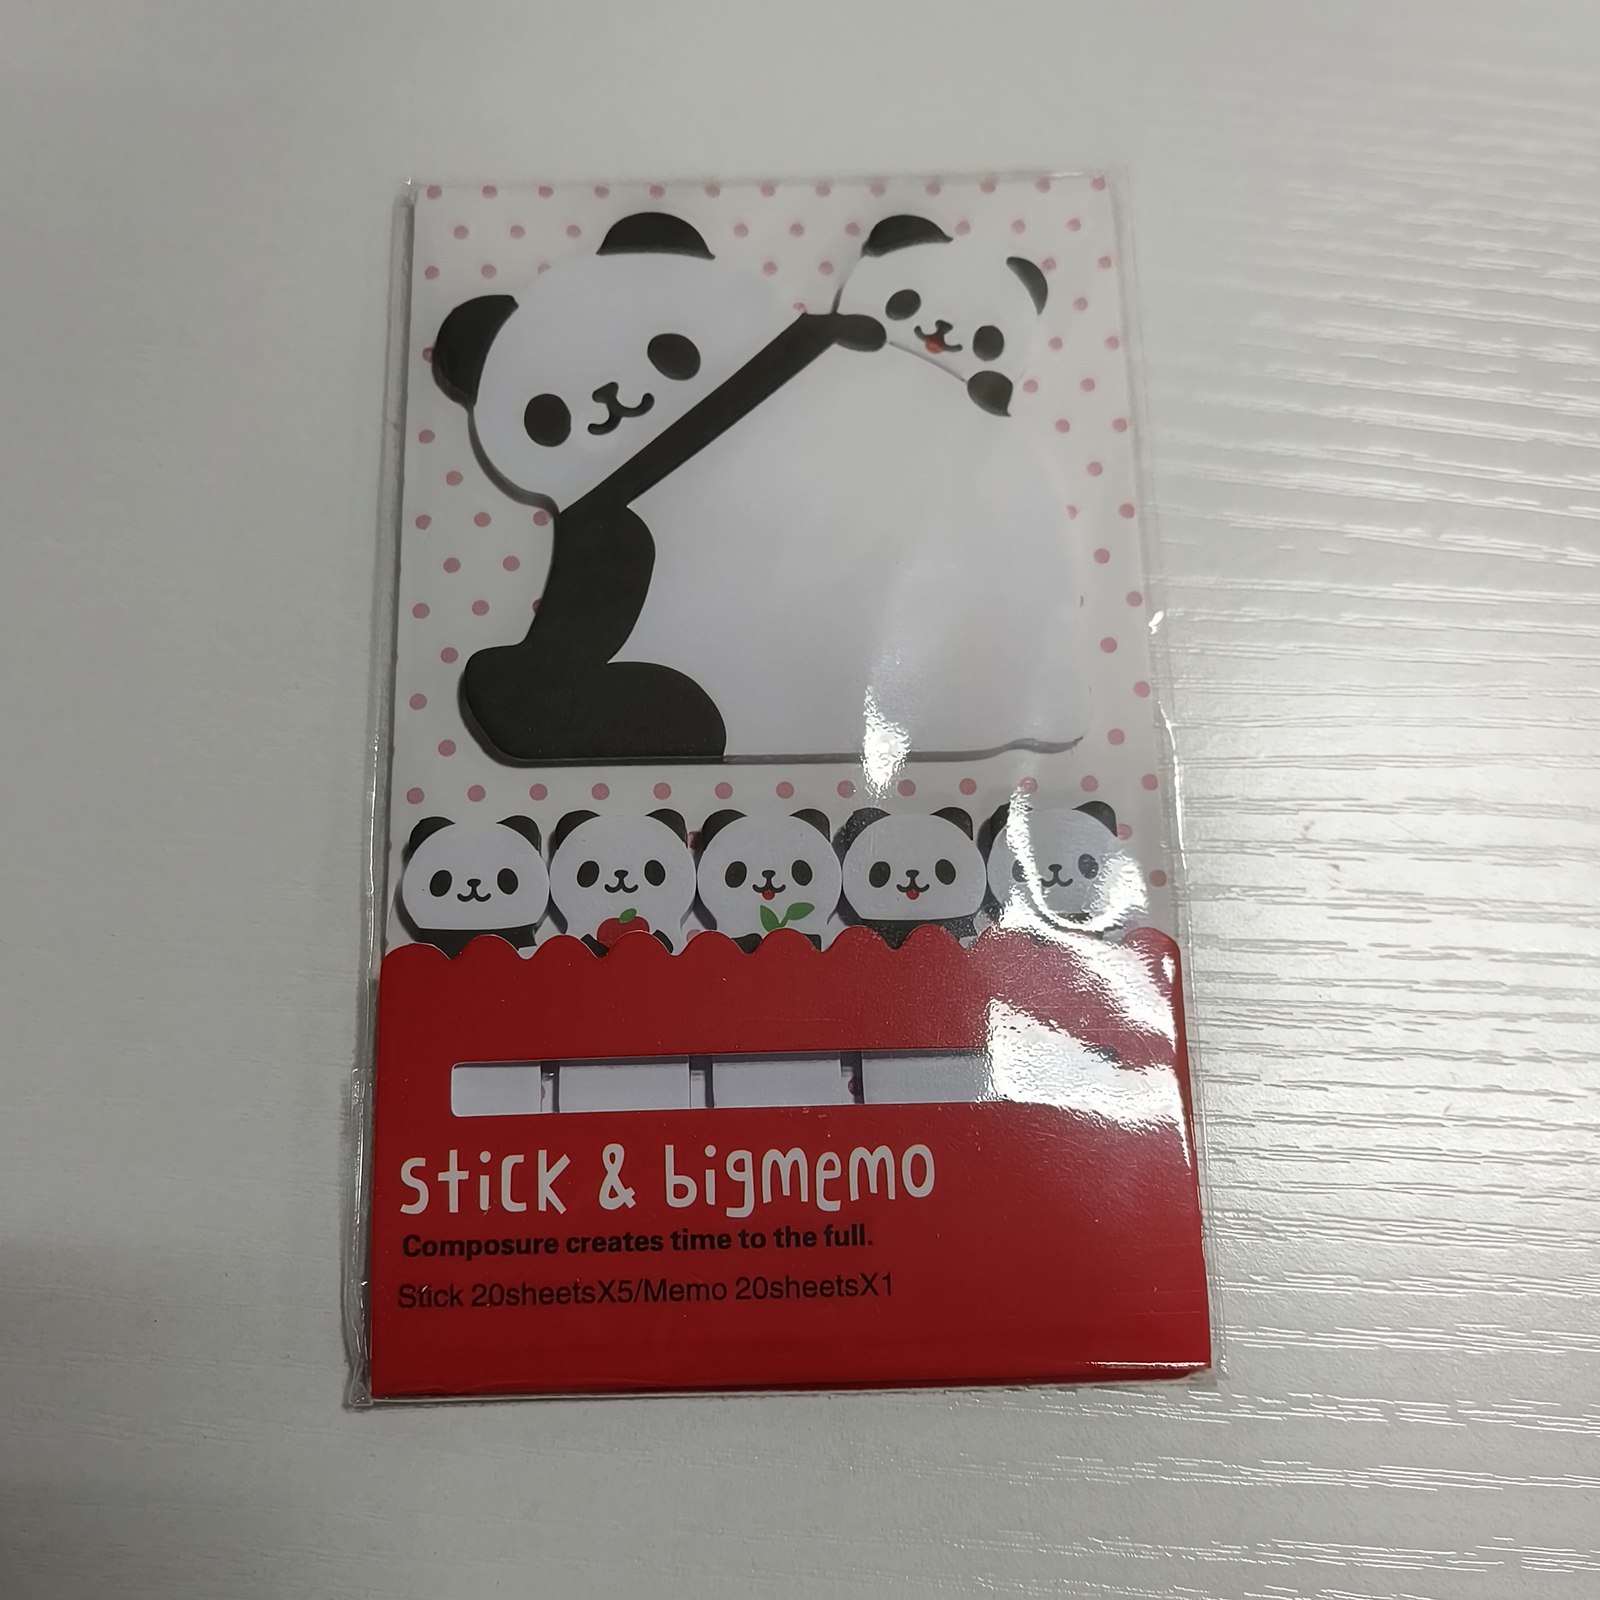 Stick & bigmemo
Composure creates time to the full.
Stick 20sheetsX5/Memo 20sheetsX1